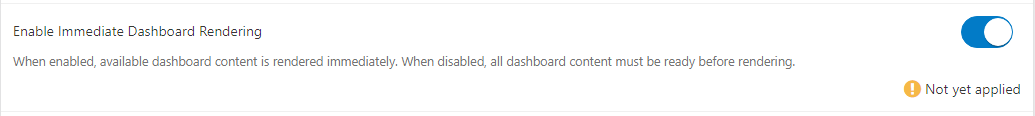 Enable Immediate Dashboard Rendering
When enabled, available dashboard content is rendered immediately. When disabled, all dashboard content must be ready before rendering.
Not yet applied